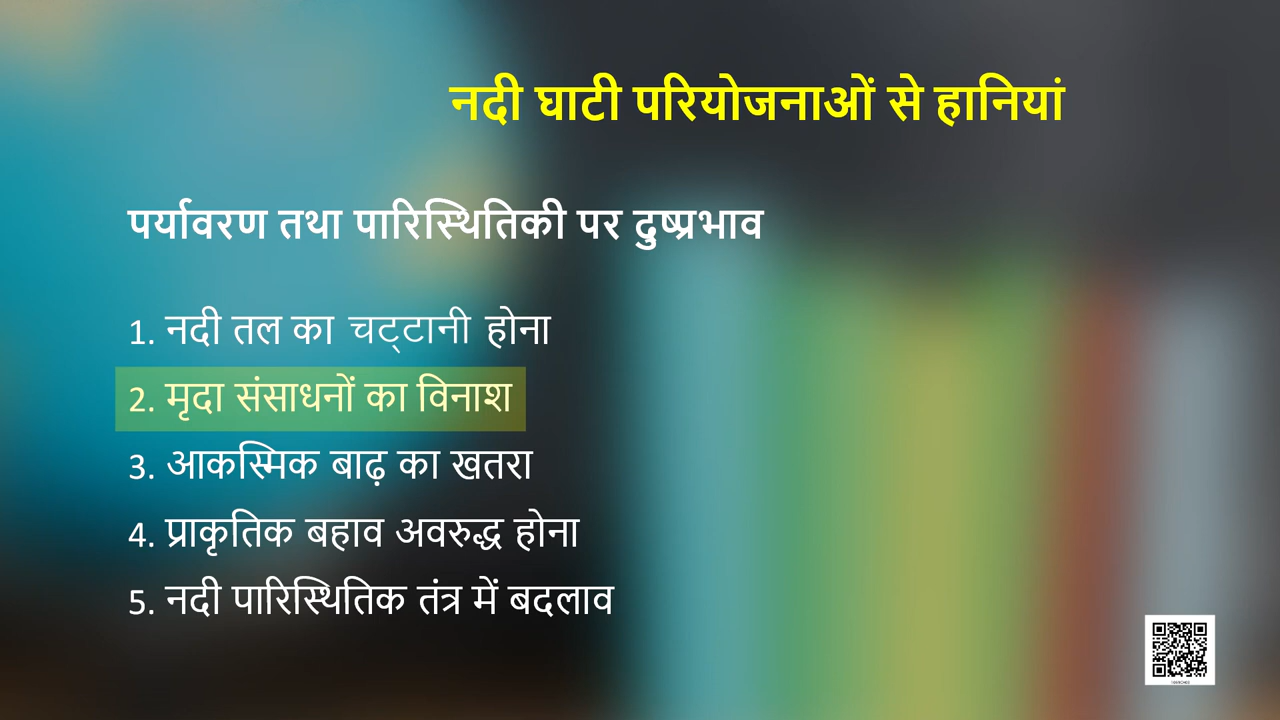 नदी घाटी परियोजनाओं से हानियां
पर्यावरण तथा पारिस्थितिकी पर दुष्प्रभाव
1. नदी तल का चट्टानी होना
2. मृदा संसाधनों का विनाश
3. आकस्मिक बाढ़ का खतरा
4. प्राकृतिक बहाव अवरुद्ध होना
5. नदी पारिस्थितिक तंत्र में बदलाव